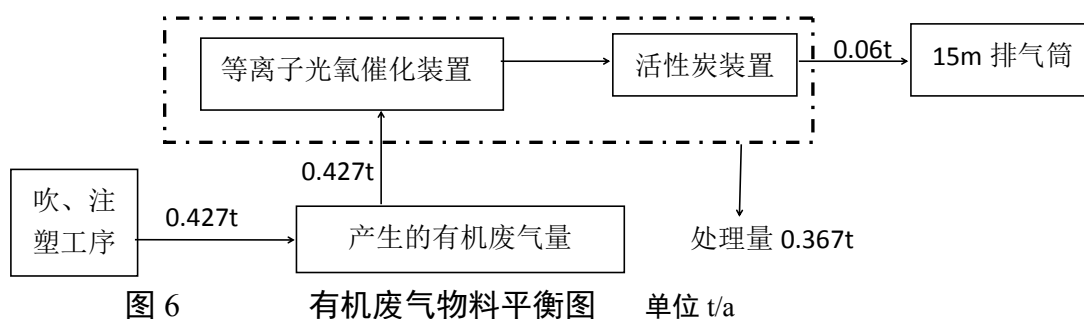 等离子光氧催化装置
活性炭装置
0.06t
15m 排气筒
0.427t
吹、注
塑工序
0.427t
产生的有机废气量
处理量 0.367t
图 6 有机废气物料平衡图 单位 t/a